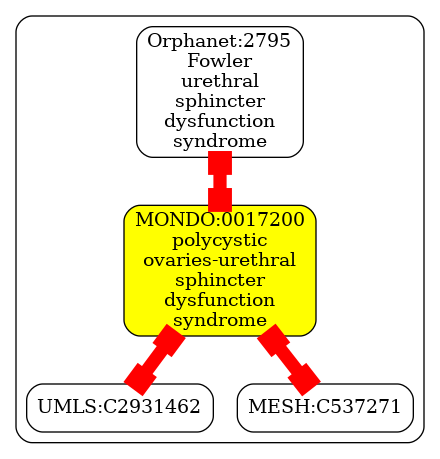 Orphanet:2795
Fowler
urethral
sphincter
dysfunction
syndrome
MONDO:0017200
polycystic
ovaries-urethral
sphincter
dysfunction
syndrome
UMLS:C2931462
MESH:C537271